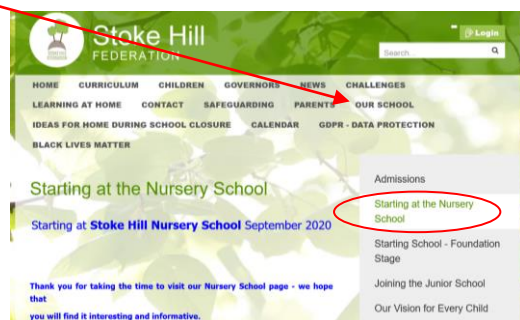 Stoke Hill
FEDERATION
Login
Search...
HOME CURRICULUM CHILDREN GOVERNORS NEWS CHALLENGES
LEARNING AT HOME CONTACT SAFEGUARDING PARENTS OUR SCHOOL
IDEAS FOR HOME DURING SCHOOL CLOSURE CALENDAR GDPR - DATA PROTECTION
BLACK LIVES MATTER
Starting at the Nursery School
Starting at Stoke Hill Nursery School September 2020
Thank you for taking the time to visit our Nursery School page - we hope
that
you will find it interesting and informative.
Admissions
Starting at the Nursery
School
Starting School - Foundation
Stage
Joining the Junior School
Our Vision for Every Child